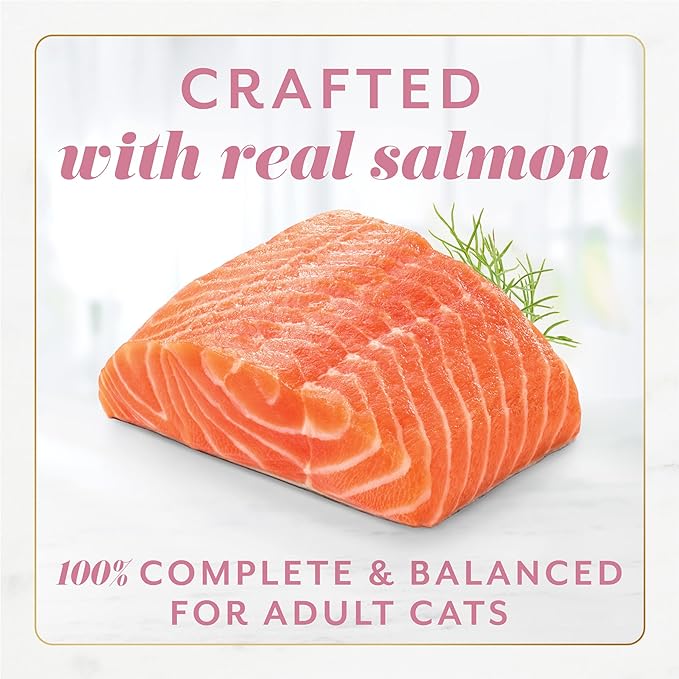 CRAFTED
with real salmon
100% COMPLETE & BALANCED
FOR ADULT CATS